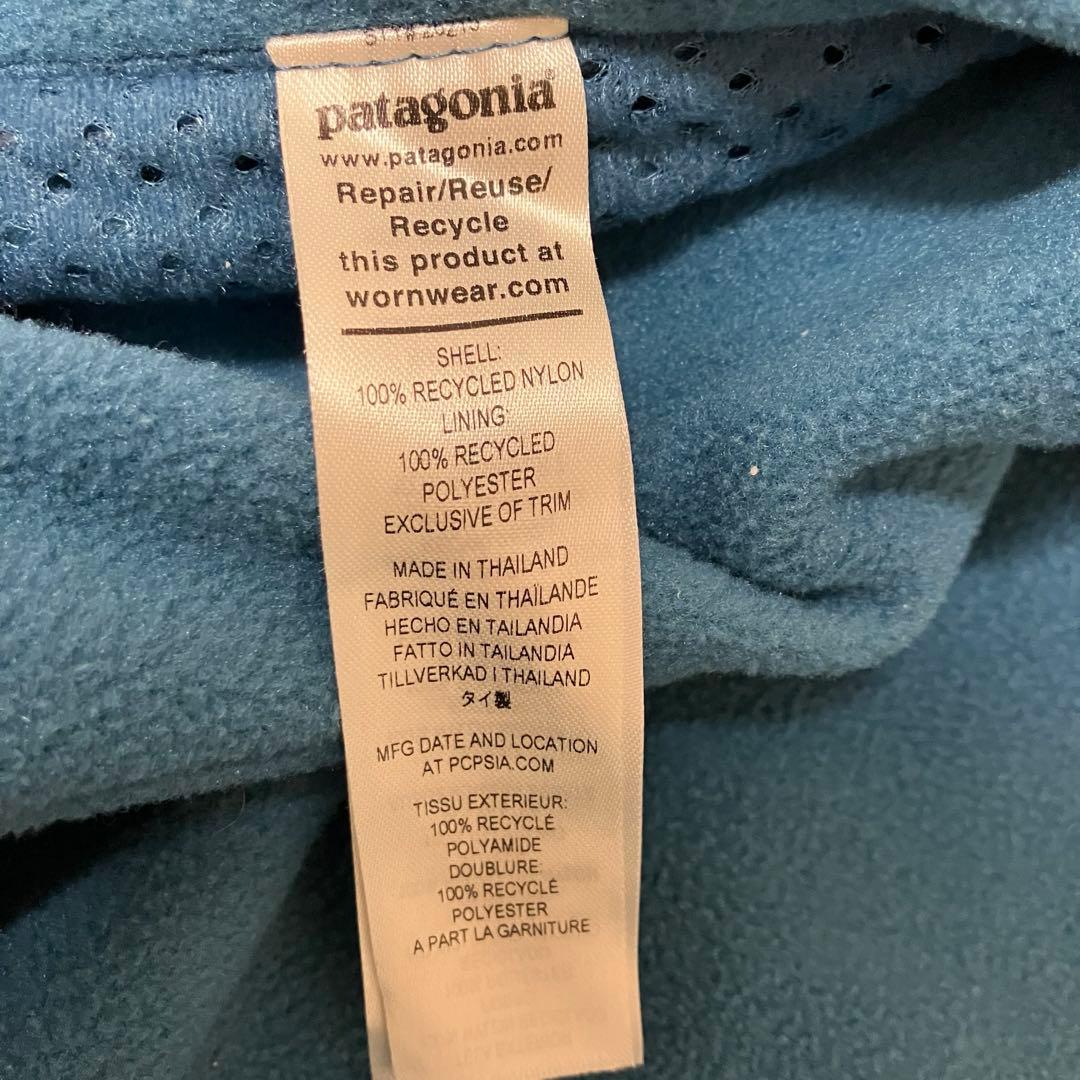 patagonia®
www.patagonia.com
Repair/Reuse/
Recycle
this product at
wornwear.com
SHELL:
100% RECYCLED NYLON
LINING:
100% RECYCLED
POLYESTER
EXCLUSIVE OF TRIM
MADE IN THAILAND
FABRIQUÉ EN THAÏLANDE
HECHO EN TAILANDIA
FATTO IN TAILANDIA
TILLVERKAD I THAILAND
タイ製
MFG DATE AND LOCATION
AT PCPSIA.COM
TISSU EXTERIEUR:
100% RECYCLÉ
POLYAMIDE
DOUBLURE:
100% RECYCLÉ
POLYESTER
A PART LA GARNITURE